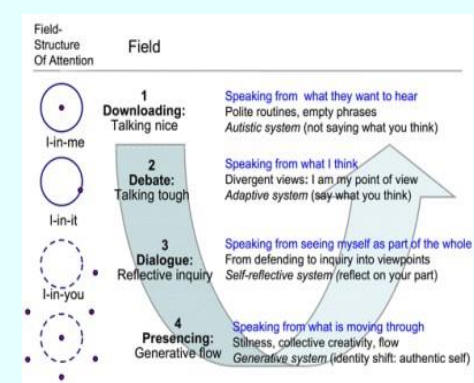 Field-
Structure
Of Attention
Field
1
Downloading:
Talking nice
Speaking from what they want to hear
Polite routines, empty phrases
Autistic system (not saying what you think)
I-in-me
2
Debate:
Talking tough
Speaking from what I think
Divergent views: I am my point of view
Adaptive system (say what you think)
I-in-it
3
Dialogue:
Reflective inquiry
Speaking from seeing myself as part of the whole
From defending to inquiry into viewpoints
Self-reflective system (reflect on your part)
I-in-you
4
Presencing:
Generative flow
Speaking from what is moving through
Stilness, collective creativity, flow
Generative system (identity shift: authentic self)